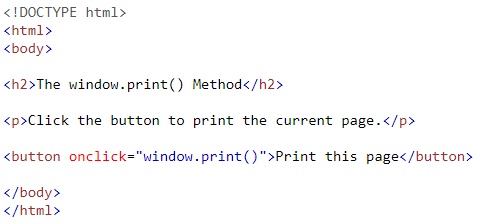 <!DOCTYPE html>
<html>
<body>
<h2>The window.print() Method</h2>
<p>Click the button to print the current page.</p>
<button onclick="window.print()">Print this page</button>
</body>
</html>